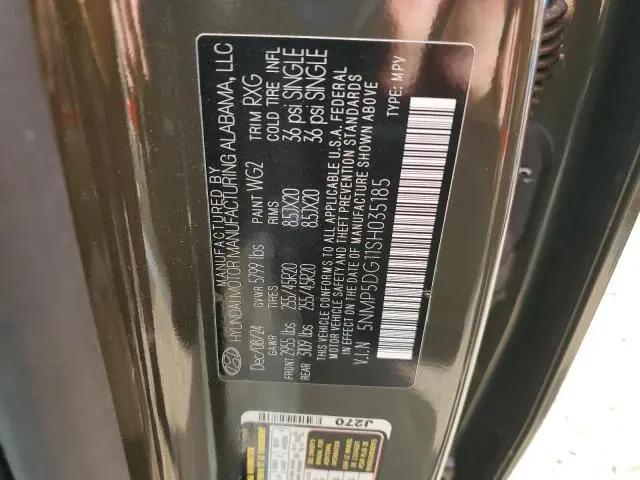 MANUFACTURED BY
HYUNDAI MOTOR MANUFACTURING ALABAMA, LLC
Dec/08/24 GVWR 5799 lbs PAINT WG2 TRIM RXG
GAWR TIRES RIMS COLD TIRE INFL
FRONT 2955 lbs 255/45R20 8.5JX20 36 psi SINGLE
REAR 3109 lbs 255/45R20 8.5JX20 36 psi SINGLE
THIS VEHICLE CONFORMS TO ALL APPLICABLE U.S.A. FEDERAL
MOTOR VEHICLE SAFETY AND THEFT PREVENTION STANDARDS
IN EFFECT ON THE DATE OF MANUFACTURE SHOWN ABOVE
V.I.N 5NMP5DG11SH035185 TYPE: MPV
J270